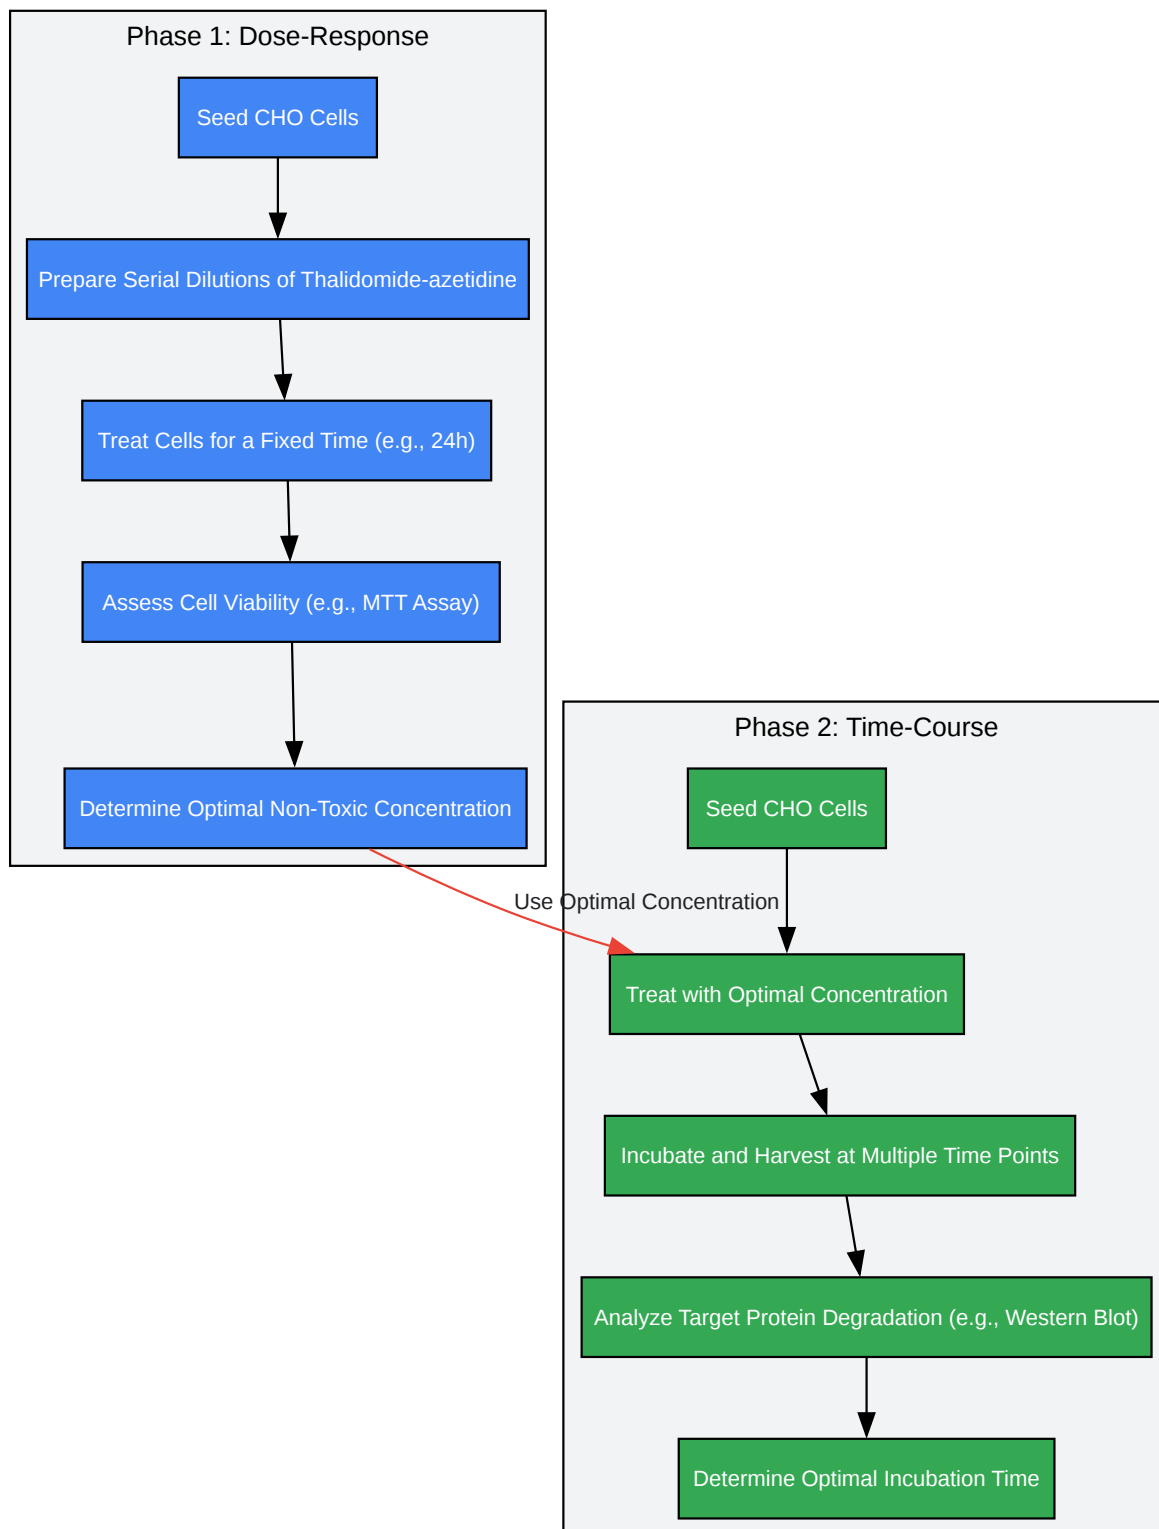 Phase 1: Dose-Response
Seed CHO Cells
Prepare Serial Dilutions of Thalidomide-azetidine
Treat Cells for a Fixed Time (e.g., 24h)
Assess Cell Viability (e.g., MTT Assay)
Determine Optimal Non-Toxic Concentration
Use Optimal Concentration
Phase 2: Time-Course
Seed CHO Cells
Treat with Optimal Concentration
Incubate and Harvest at Multiple Time Points
Analyze Target Protein Degradation (e.g., Western Blot)
Determine Optimal Incubation Time